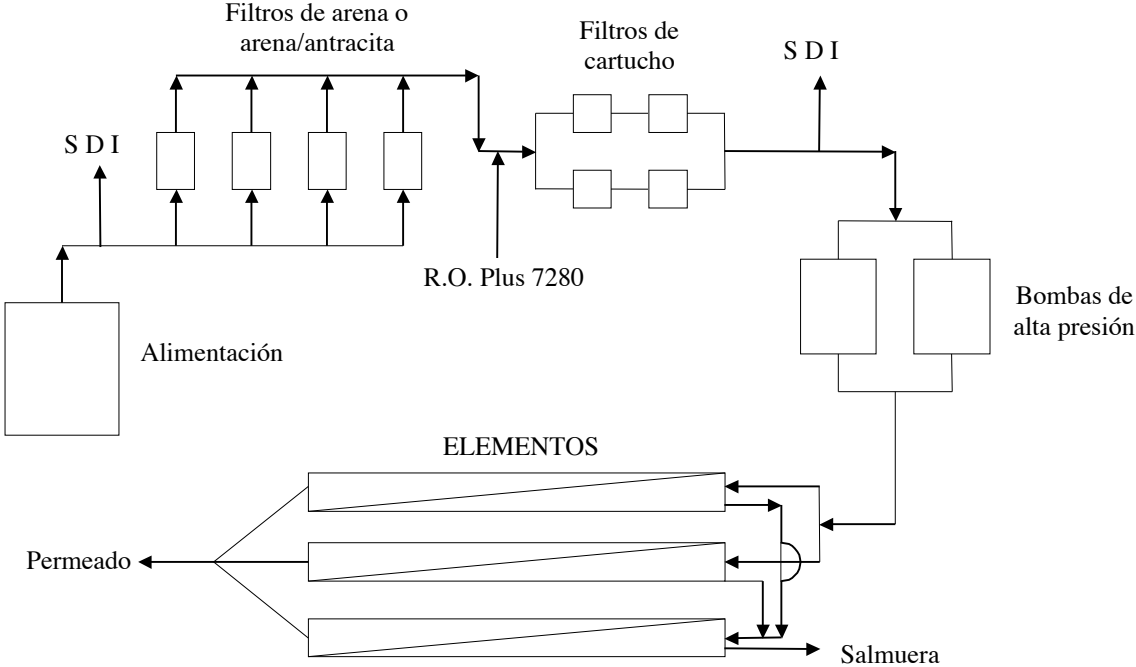 Filtros de arena o
arena/antracita
Filtros de
cartucho
S D I
S D I
R.O. Plus 7280
Bombas de
alta presión
Alimentación
ELEMENTOS
Permeado
Salmuera